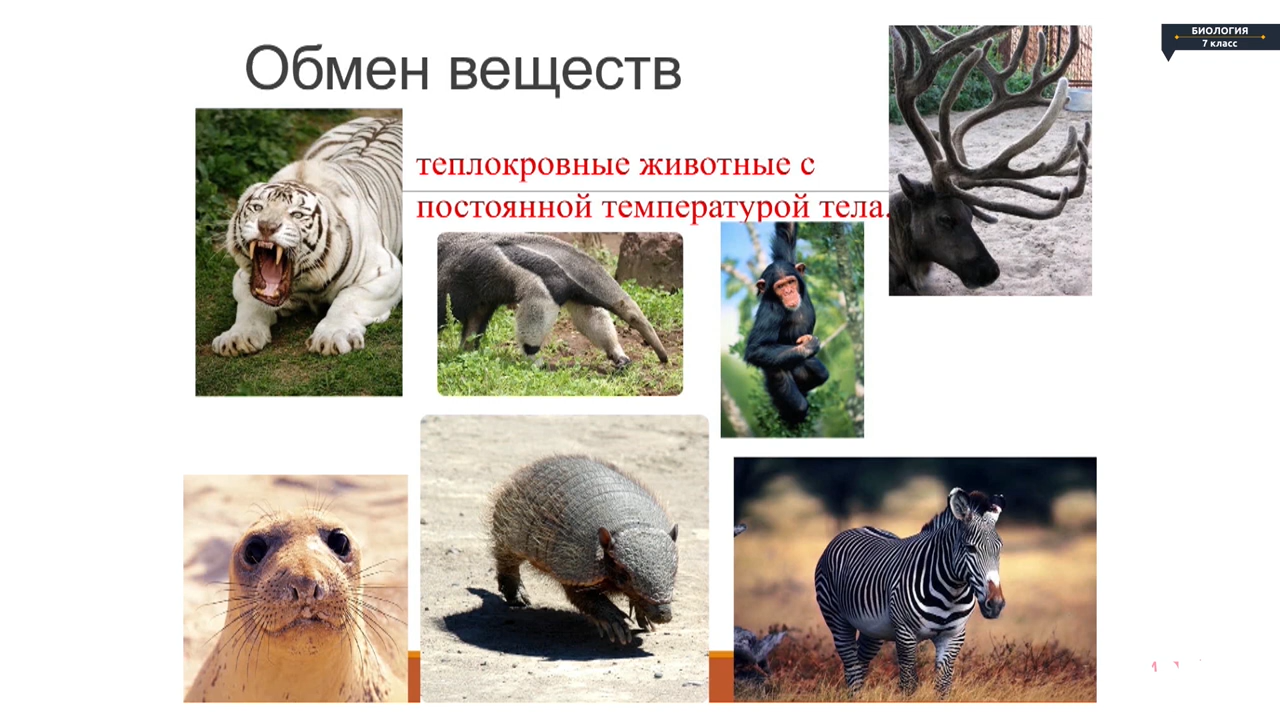 Обмен веществ
БИОЛОГИЯ
7 класс
теплокровные животные с
постоянной температурой тела.